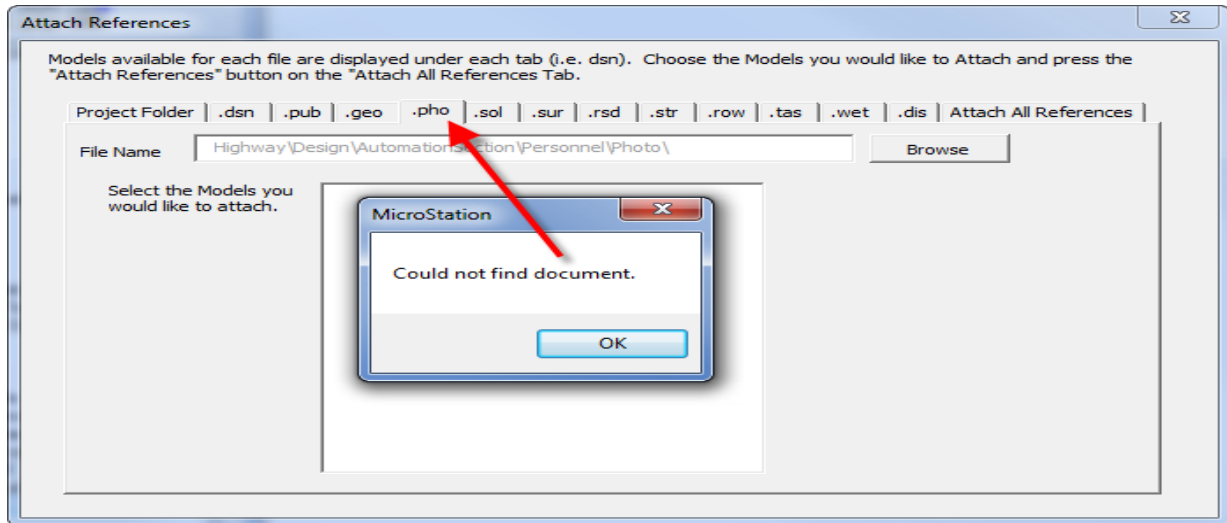 Attach References
Models available for each file are displayed under each tab (i.e. dsn). Choose the Models you would like to Attach and press the
"Attach References" button on the "Attach All References Tab.
Project Folder .dsn .pub .geo .pho .sol .sur .rsd .str .row .tas .wet .dis Attach All References
File Name Highway\Design\AutomationSection\Personnel\Photo\ Browse
Select the Models you
would like to attach.
MicroStation
Could not find document.
OK